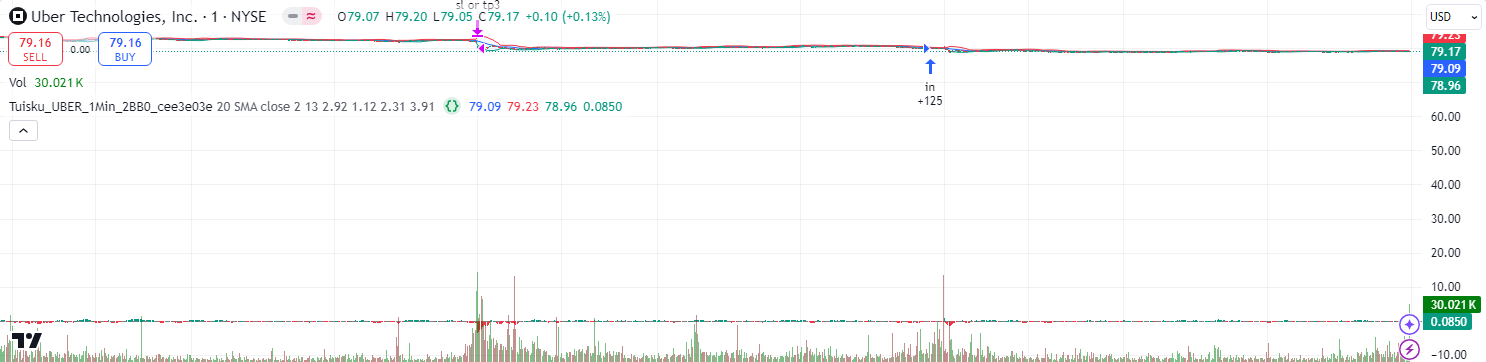 Uber Technologies, Inc. · 1 · NYSE
O79.07 H79.20 L79.05 C79.17 +0.10 (+0.13%)
sl or tp3
USD
79.16
SELL
0.00
79.16
BUY
79.23
79.17
79.09
78.96
Vol 30.021 K
in
+125
Tuisku_UBER_1Min_2BB0_cee3e03e 20 SMA close 2 13 2.92 1.12 2.31 3.91 {} 79.09 79.23 78.96 0.0850
60.00
50.00
40.00
30.00
20.00
10.00
30.021 K
0.0850
−10.00